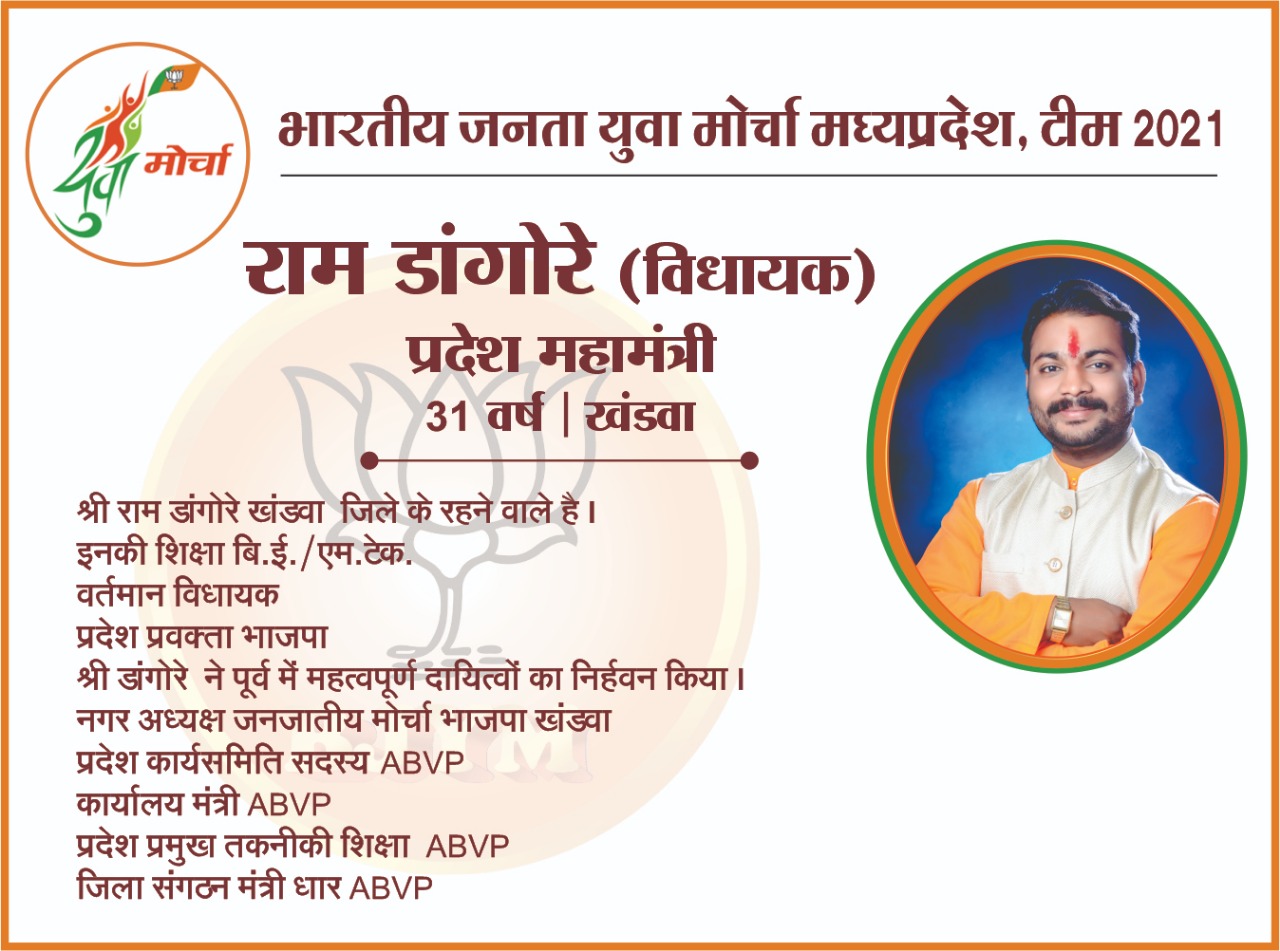 युवा मोर्चा
भारतीय जनता युवा मोर्चा मध्यप्रदेश, टीम 2021
राम डांगोरे (विधायक)
प्रदेश महामंत्री
31 वर्ष | खंडवा
श्री राम डांगोरे खंडवा जिले के रहने वाले है।
इनकी शिक्षा बि.ई./एम.टेक.
वर्तमान विधायक
प्रदेश प्रवक्ता भाजपा
श्री डांगोरे ने पूर्व में महत्वपूर्ण दायित्वों का निर्हवन किया।
नगर अध्यक्ष जनजातीय मोर्चा भाजपा खंडवा
प्रदेश कार्यसमिति सदस्य ABVP
कार्यालय मंत्री ABVP
प्रदेश प्रमुख तकनीकी शिक्षा ABVP
जिला संगठन मंत्री धार ABVP